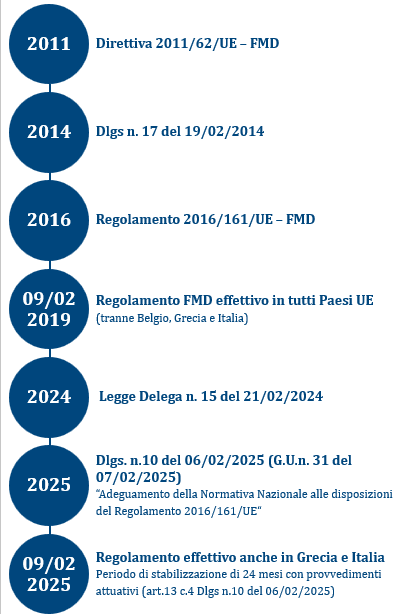 2011
Direttiva 2011/62/UE – FMD
2014
Dlgs n. 17 del 19/02/2014
2016
Regolamento 2016/161/UE – FMD
09/02
2019
Regolamento FMD effettivo in tutti Paesi UE
(tranne Belgio, Grecia e Italia)
2024
Legge Delega n. 15 del 21/02/2024
2025
Dlgs. n.10 del 06/02/2025 (G.U.n. 31 del
07/02/2025)
“Adeguamento della Normativa Nazionale alle disposizioni
del Regolamento 2016/161/UE“
09/02
2025
Regolamento effettivo anche in Grecia e Italia
Periodo di stabilizzazione di 24 mesi con provvedimenti
attuativi (art.13 c.4 Dlgs n.10 del 06/02/2025)